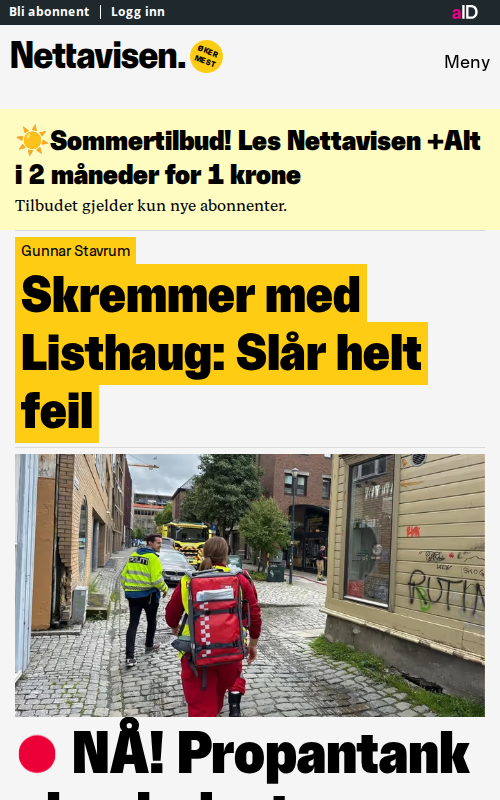 Bli abonnent | Logg inn
aID
Nettavisen.
ØKER
MEST
Meny
☀️Sommertilbud! Les Nettavisen +Alt
i 2 måneder for 1 krone
Tilbudet gjelder kun nye abonnenter.
Gunnar Stavrum
Skremmer med
Listhaug: Slår helt
feil
POLITI
RUTIN
🔴 NÅ! Propantank